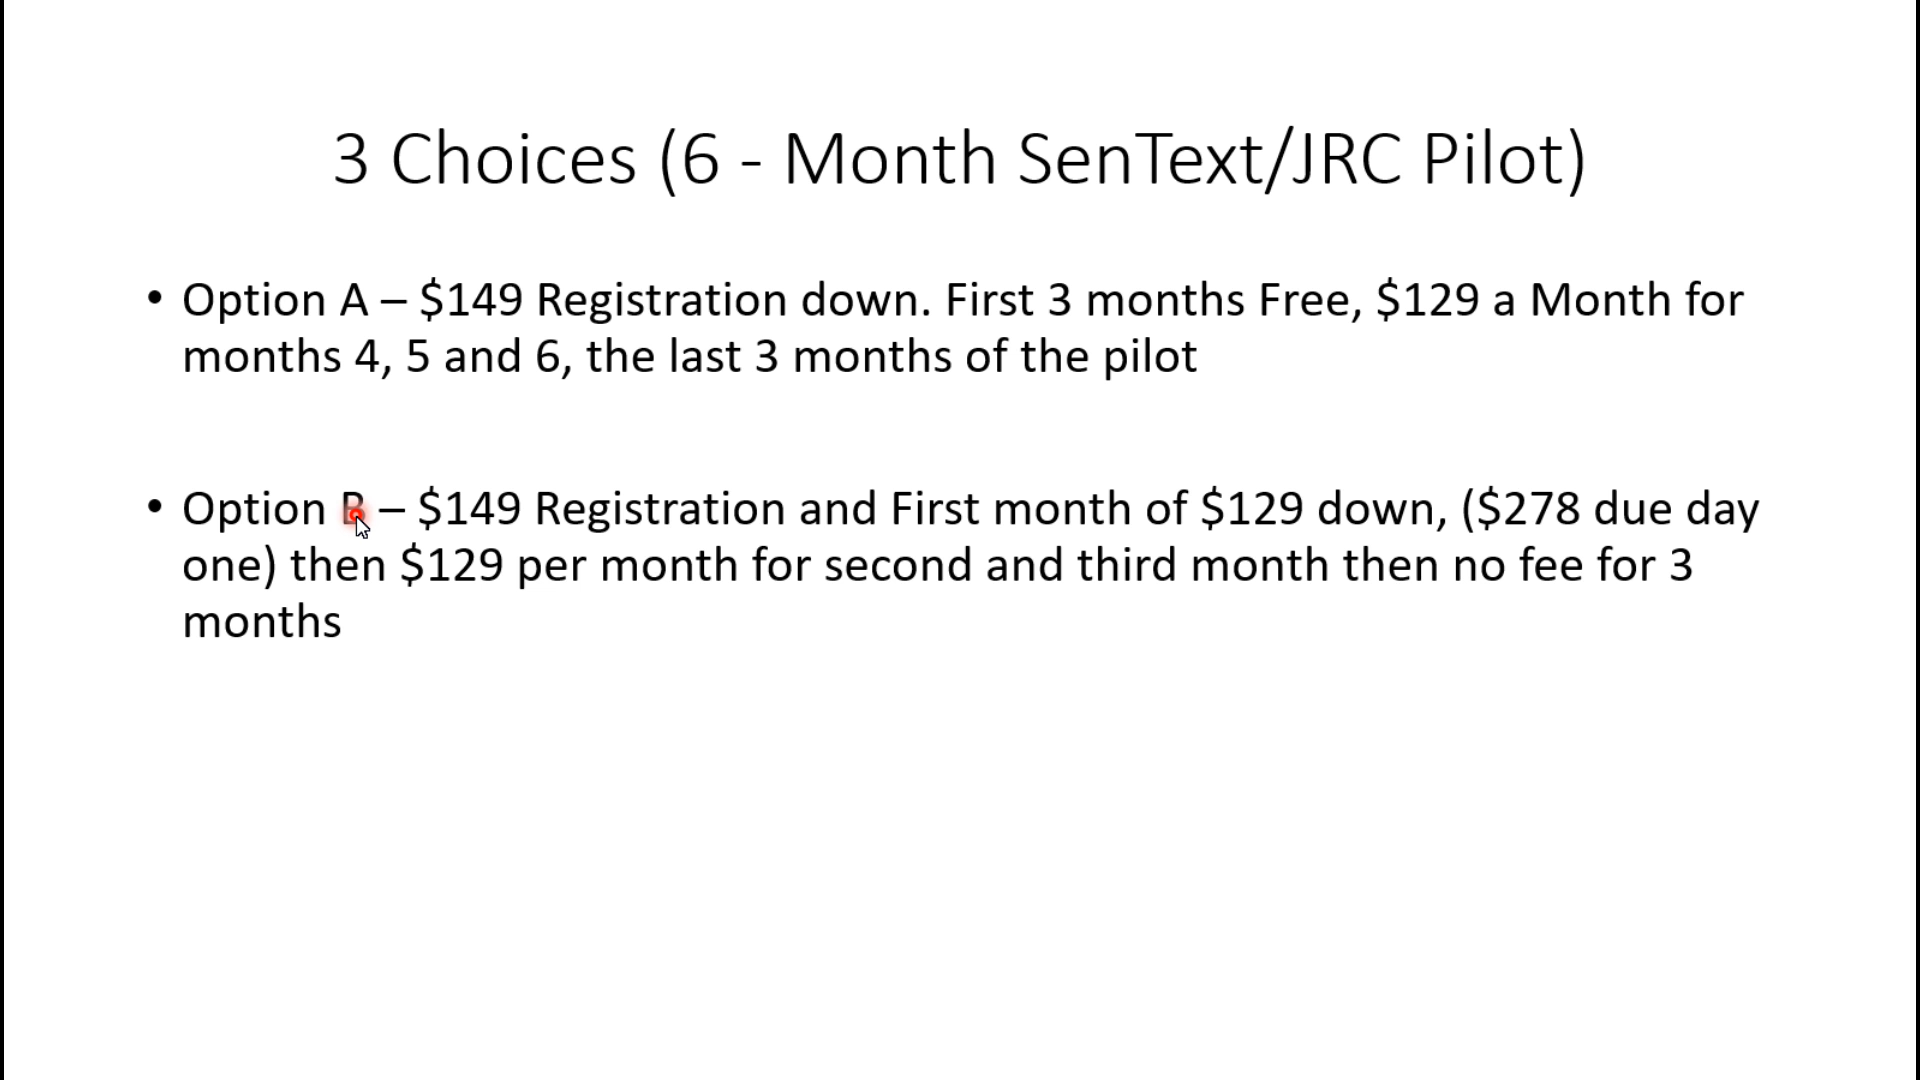 3 Choices (6 - Month SenText/JRC Pilot)
• Option A – $149 Registration down. First 3 months Free, $129 a Month for
months 4, 5 and 6, the last 3 months of the pilot
• Option B – $149 Registration and First month of $129 down, ($278 due day
one) then $129 per month for second and third month then no fee for 3
months